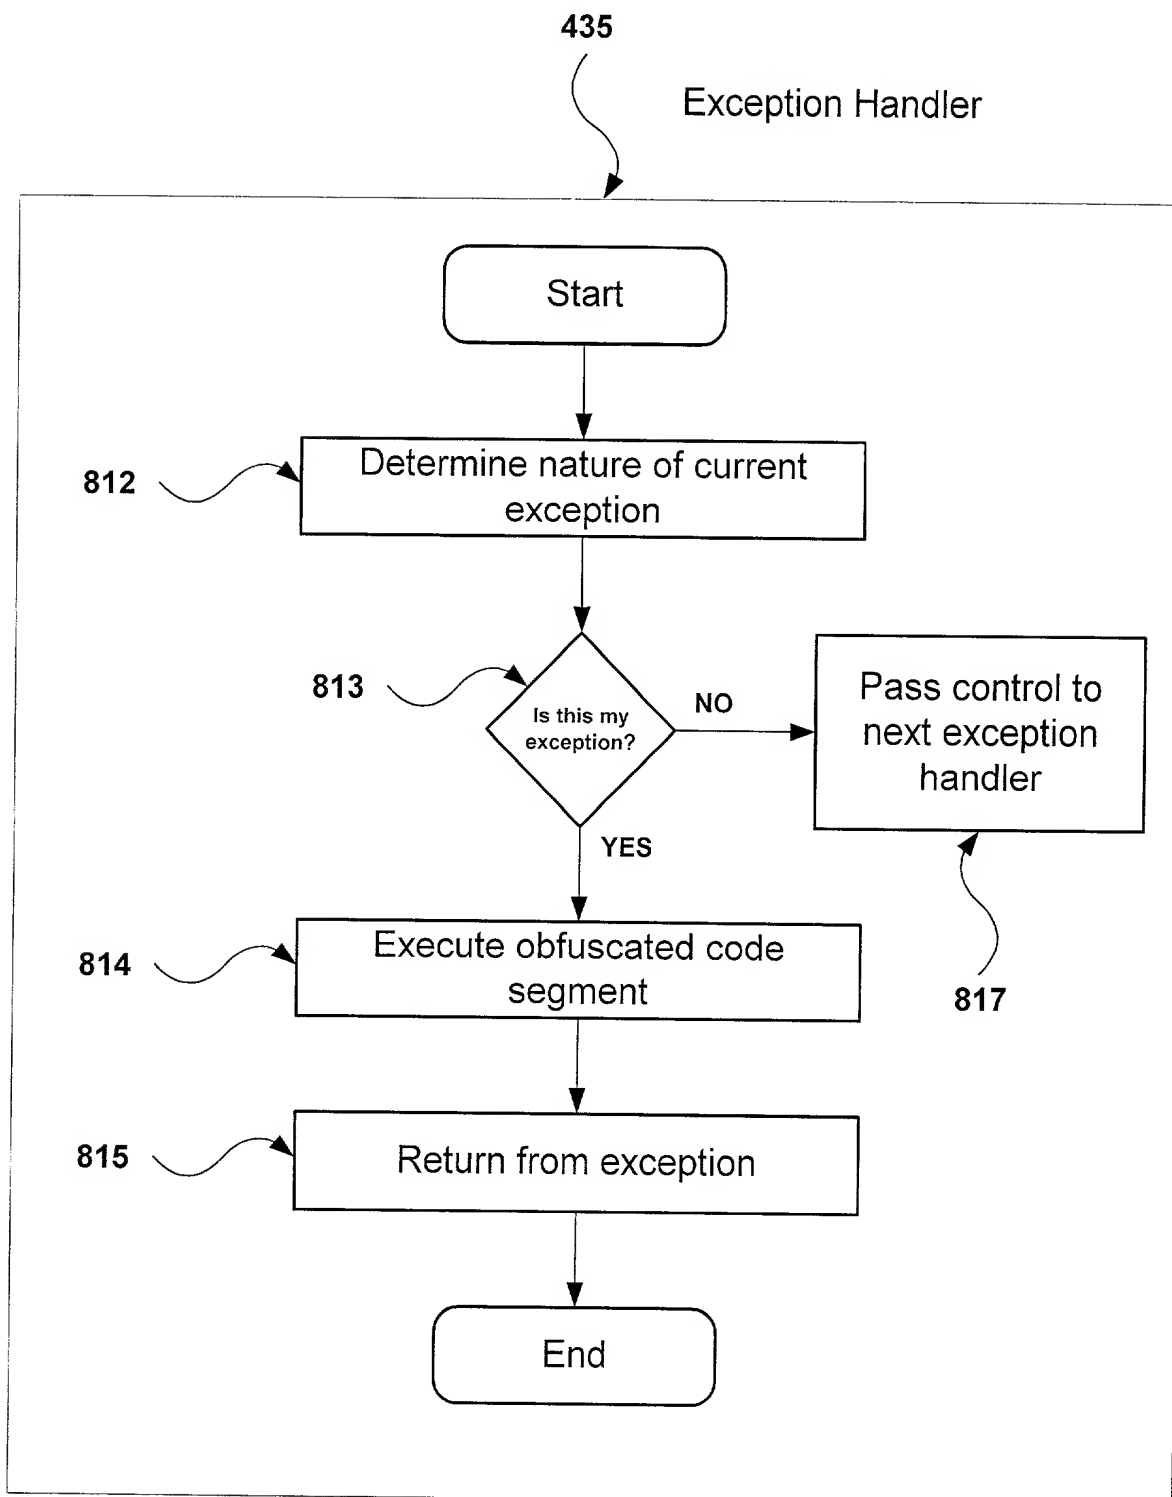 435
Exception Handler
Start
812
Determine nature of current
exception
813
Is this my
exception?
NO
Pass control to
next exception
handler
YES
817
814
Execute obfuscated code
segment
815
Return from exception
End